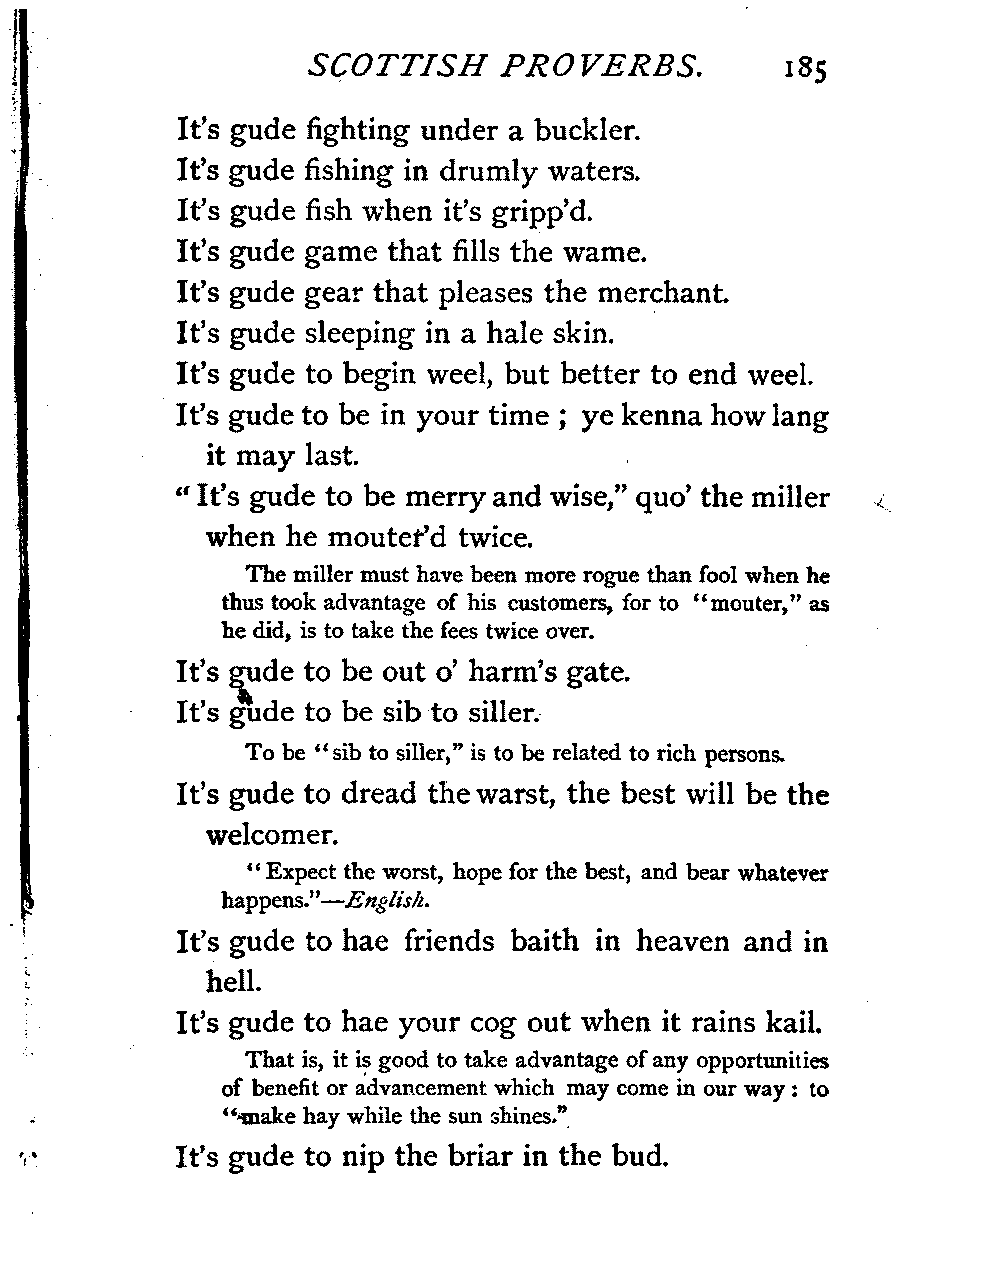 SCOTTISH PROVERBS. 185
It's gude fighting under a buckler.
It's gude fishing in drumly waters.
It's gude fish when it's gripp'd.
It's gude game that fills the wame.
It's gude gear that pleases the merchant.
It's gude sleeping in a hale skin.
It's gude to begin weel, but better to end weel.
It's gude to be in your time ; ye kenna how lang
it may last.
"It's gude to be merry and wise," quo' the miller
when he mouter'd twice.
The miller must have been more rogue than fool when he
thus took advantage of his customers, for to "mouter," as
he did, is to take the fees twice over.
It's gude to be out o' harm's gate.
It's gude to be sib to siller.
To be "sib to siller," is to be related to rich persons.
It's gude to dread the warst, the best will be the
welcomer.
"Expect the worst, hope for the best, and bear whatever
happens."—English.
It's gude to hae friends baith in heaven and in
hell.
It's gude to hae your cog out when it rains kail.
That is, it is good to take advantage of any opportunities
of benefit or advancement which may come in our way : to
"make hay while the sun shines."
It's gude to nip the briar in the bud.